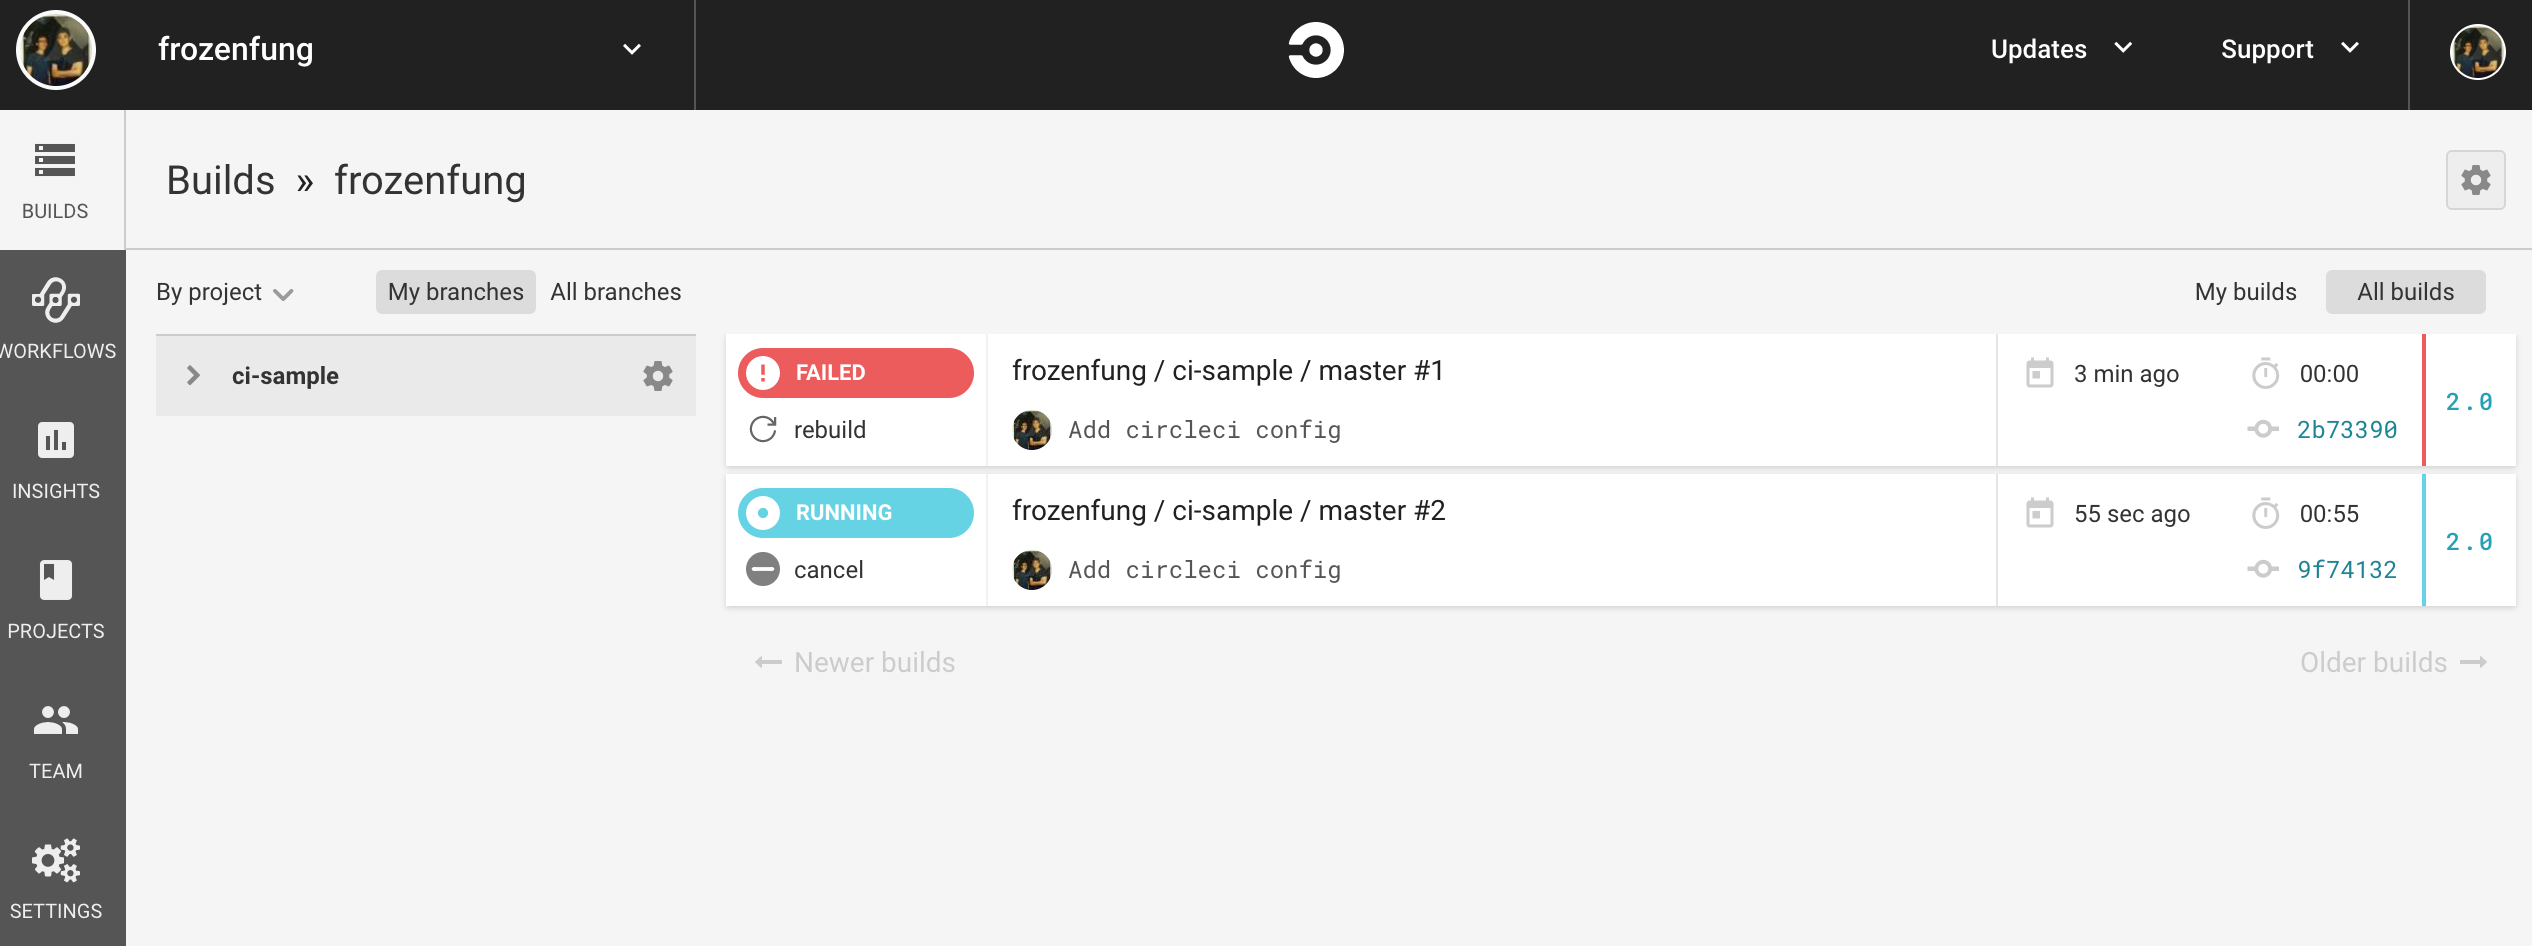 frozenfung
Updates
Support
BUILDS
WORKFLOWS
INSIGHTS
PROJECTS
TEAM
SETTINGS
Builds » frozenfung
By project
My branches
All branches
My builds
All builds
ci-sample
FAILED
rebuild
frozenfung / ci-sample / master #1
Add circleci config
3 min ago
00:00
2b73390
2.0
RUNNING
cancel
frozenfung / ci-sample / master #2
Add circleci config
55 sec ago
00:55
9f74132
2.0
Newer builds
Older builds